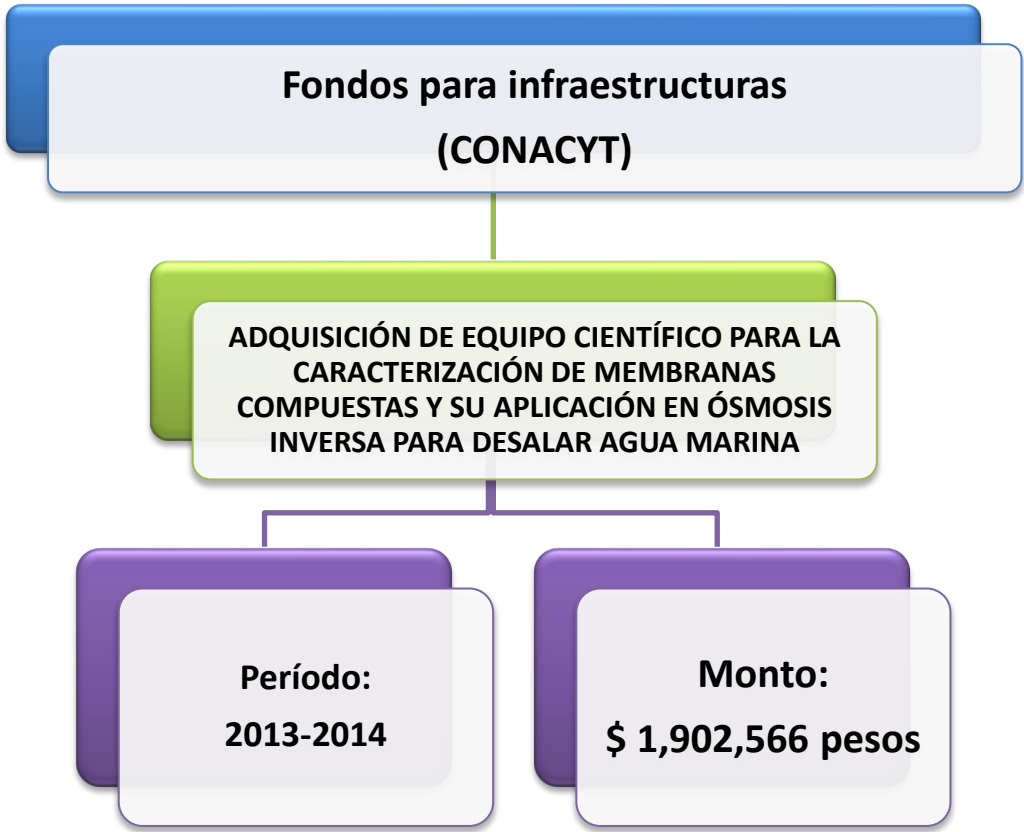 Fondos para infraestructuras
(CONACYT)
ADQUISICIÓN DE EQUIPO CIENTÍFICO PARA LA
CARACTERIZACIÓN DE MEMBRANAS
COMPUESTAS Y SU APLICACIÓN EN ÓSMOSIS
INVERSA PARA DESALAR AGUA MARINA
Período:
2013-2014
Monto:
$ 1,902,566 pesos